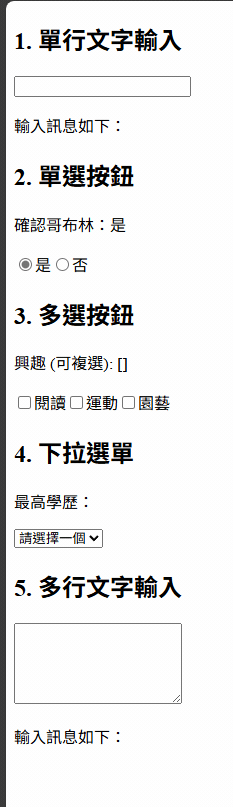 1. 單行文字輸入
輸入訊息如下：
2. 單選按鈕
確認哥布林：是
是 否
3. 多選按鈕
興趣 (可複選): []
閱讀 運動 園藝
4. 下拉選單
最高學歷：
請選擇一個
5. 多行文字輸入
輸入訊息如下：